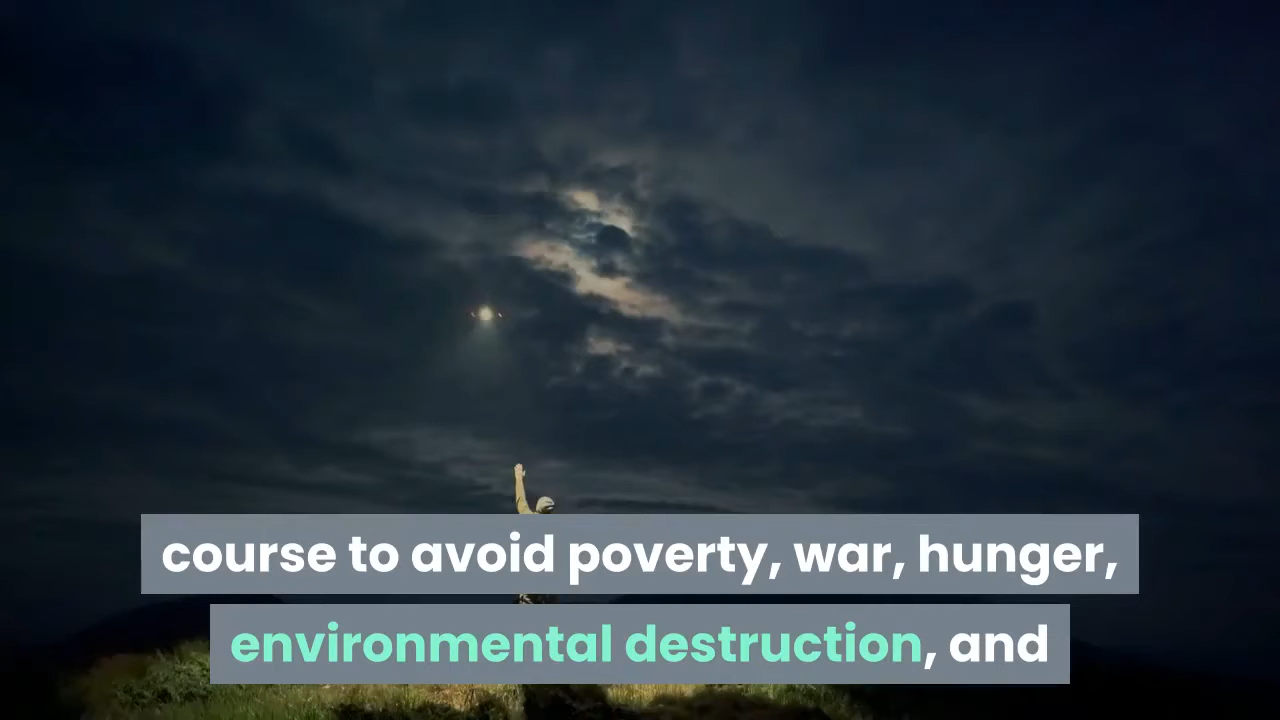 course to avoid poverty, war, hunger,
environmental destruction, and